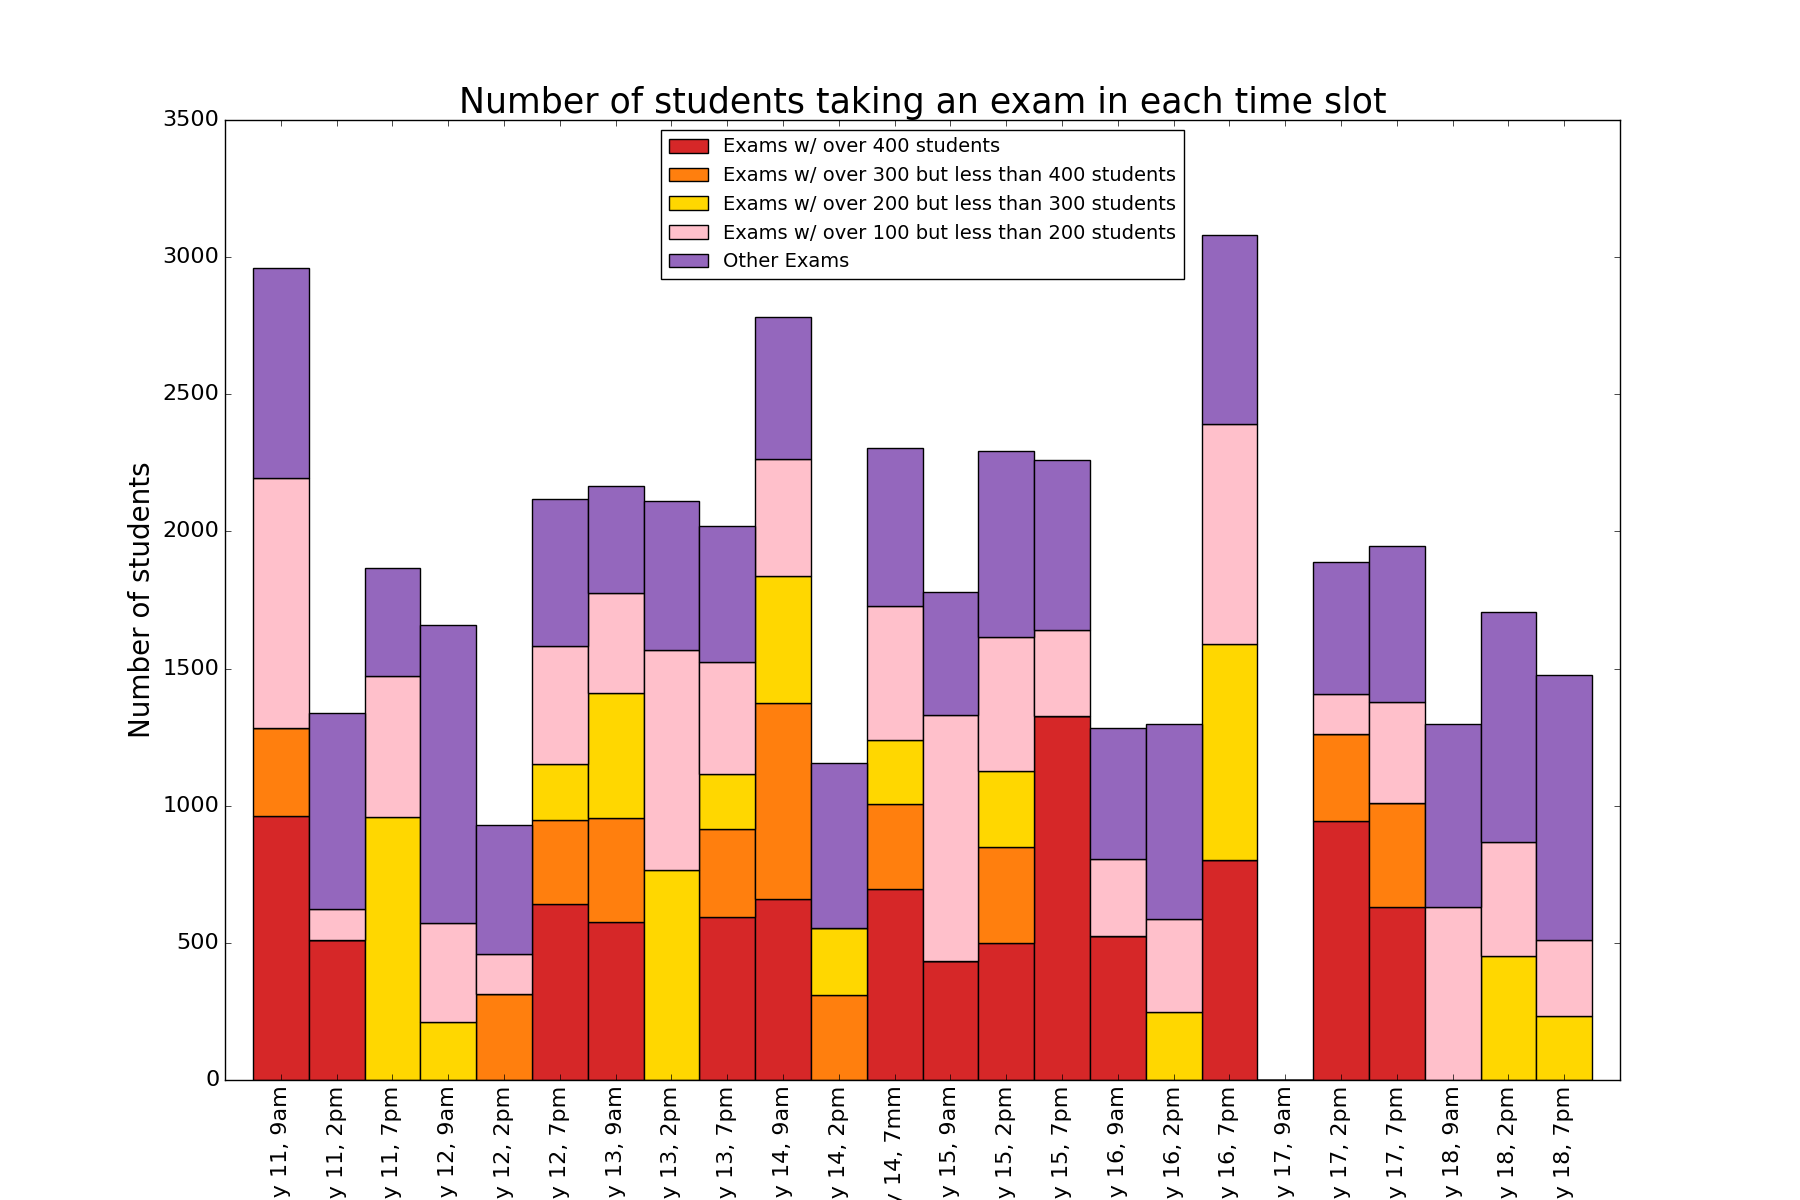 Number of students taking an exam in each time slot
Exams w/ over 400 students
Exams w/ over 300 but less than 400 students
Exams w/ over 200 but less than 300 students
Exams w/ over 100 but less than 200 students
Other Exams
Number of students
3500
3000
2500
2000
1500
1000
500
0
y 11, 9am
y 11, 2pm
y 11, 7pm
y 12, 9am
y 12, 2pm
y 12, 7pm
y 13, 9am
y 13, 2pm
y 13, 7pm
y 14, 9am
y 14, 2pm
y 14, 7mm
y 15, 9am
y 15, 2pm
y 15, 7pm
y 16, 9am
y 16, 2pm
y 16, 7pm
y 17, 9am
y 17, 2pm
y 17, 7pm
y 18, 9am
y 18, 2pm
y 18, 7pm